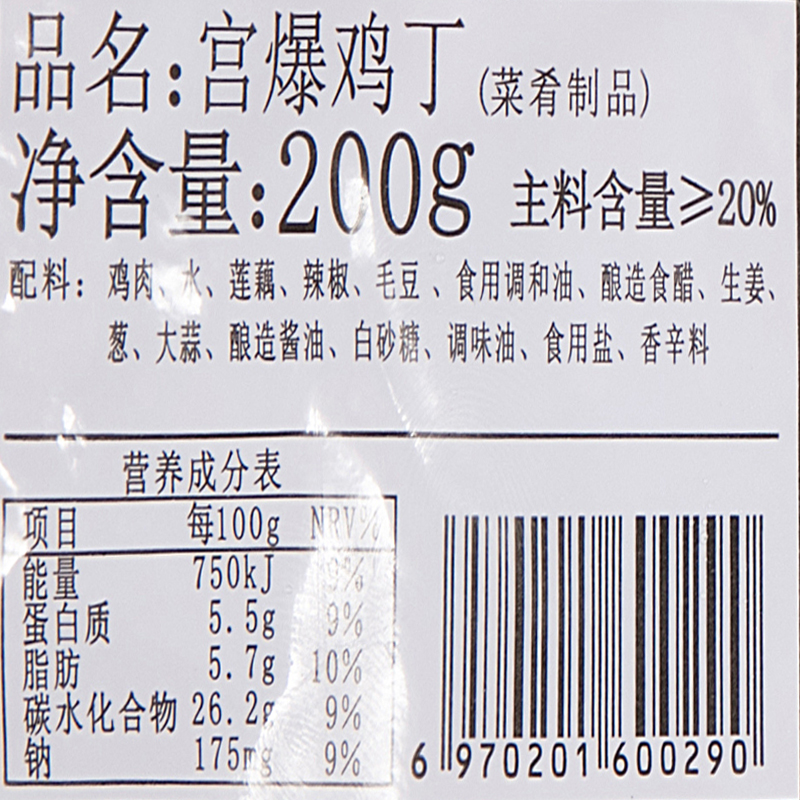 品名:宫爆鸡丁(菜肴制品)
净含量:200g 主料含量≥20%
配料: 鸡肉、水、莲藕、辣椒、毛豆、食用调和油、酿造食醋、生姜、
葱、大蒜、酿造酱油、白砂糖、调味油、食用盐、香辛料
营养成分表
项目 每100g NRV%
能量 750kJ 9%
蛋白质 5.5g 9%
脂肪 5.7g 10%
碳水化合物 26.2g 9%
钠 175mg 9%
6 970201 600290